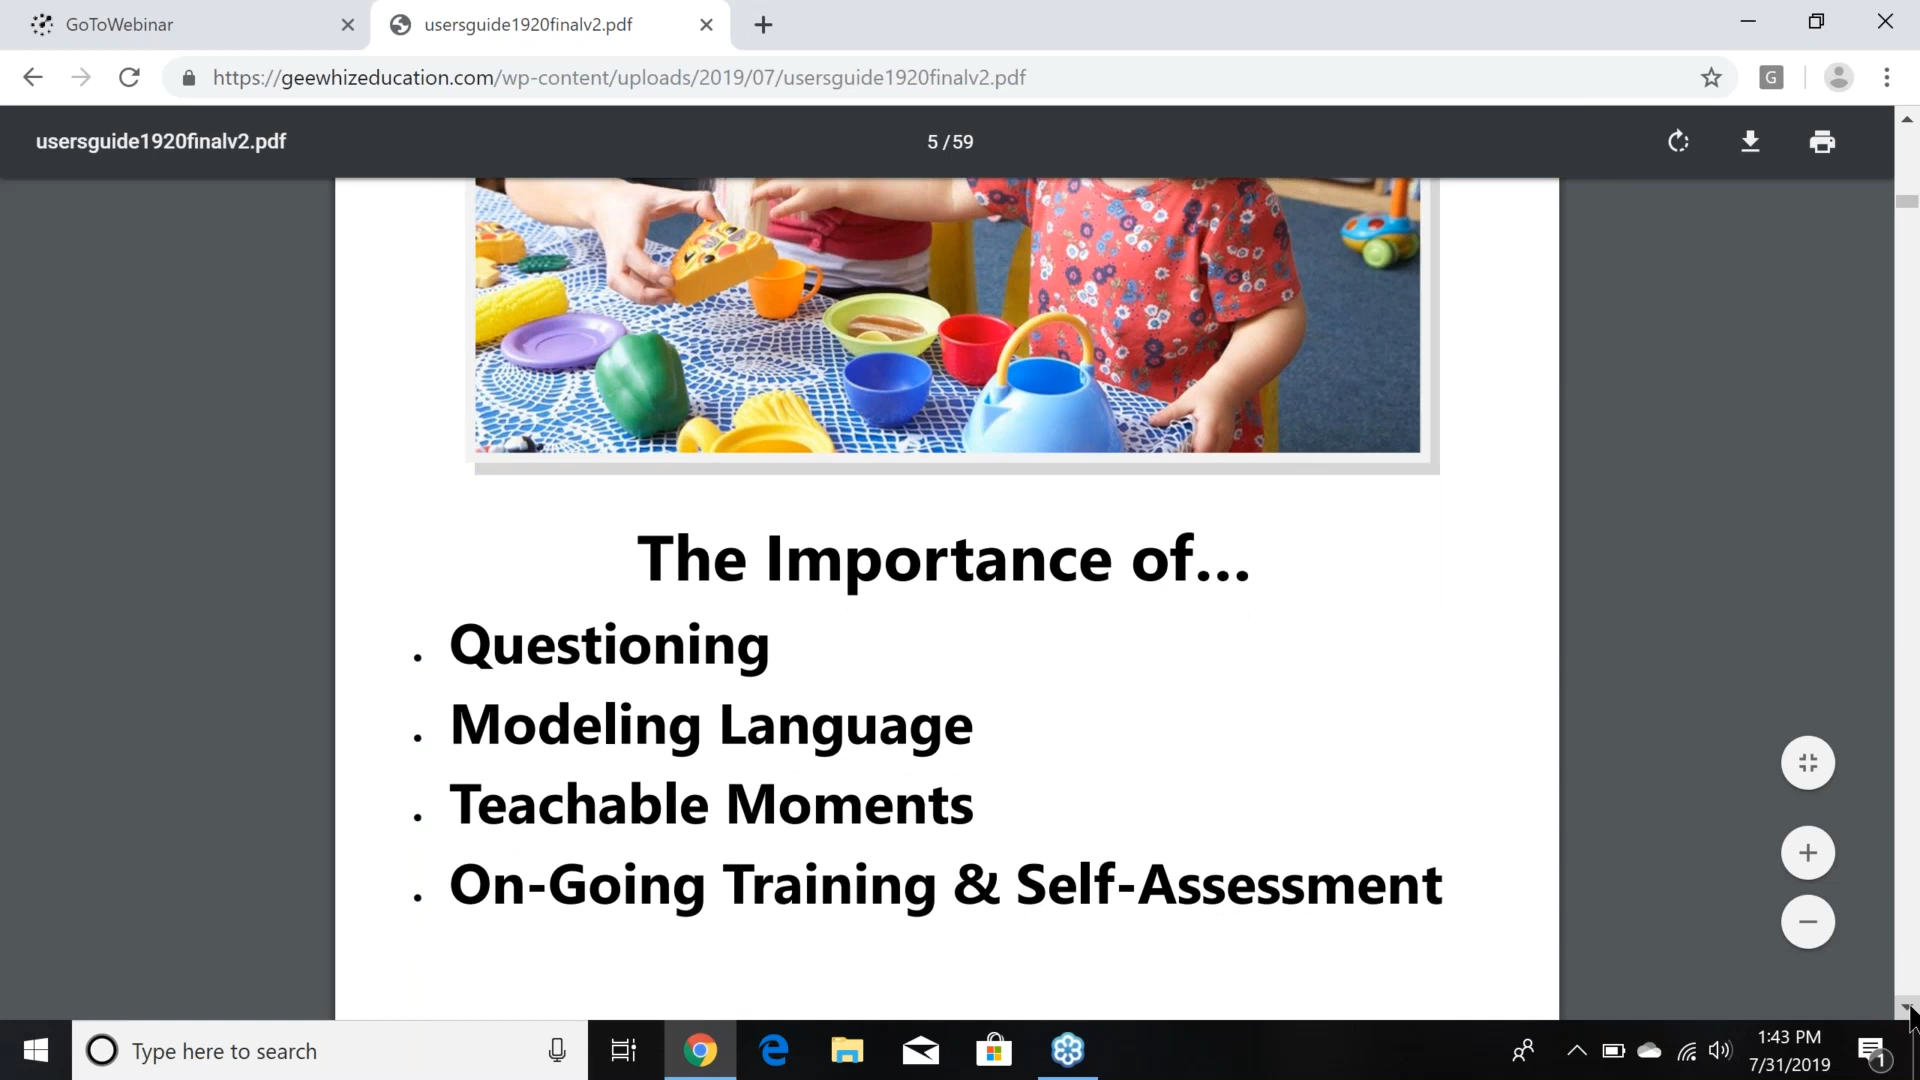 GoToWebinar
usersguide1920finalv2.pdf
https://geewhizeducation.com/wp-content/uploads/2019/07/usersguide1920finalv2.pdf
G
usersguide1920finalv2.pdf
5 / 59
The Importance of...
. Questioning
. Modeling Language
. Teachable Moments
. On-Going Training & Self-Assessment
Type here to search
1:43 PM
7/31/2019
1